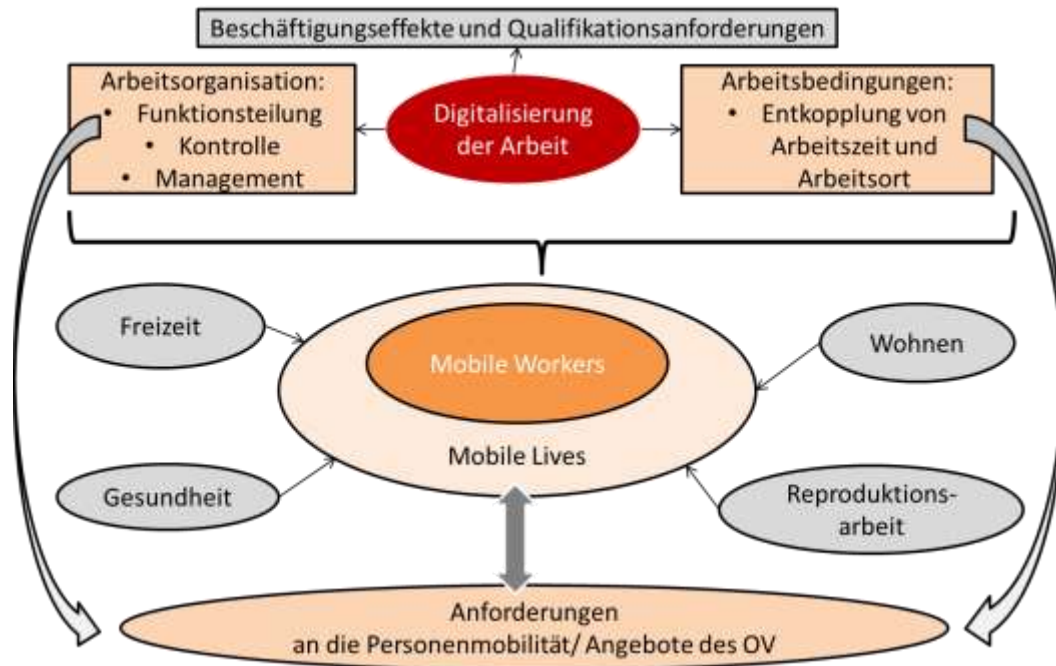 Beschäftigungseffekte und Qualifikationsanforderungen
Arbeitsorganisation:
• Funktionsteilung
• Kontrolle
• Management
Digitalisierung
der Arbeit
Arbeitsbedingungen:
• Entkopplung von
Arbeitszeit und
Arbeitsort
Freizeit
Mobile Workers
Wohnen
Mobile Lives
Gesundheit
Reproduktions-
arbeit
Anforderungen
an die Personenmobilität/ Angebote des OV